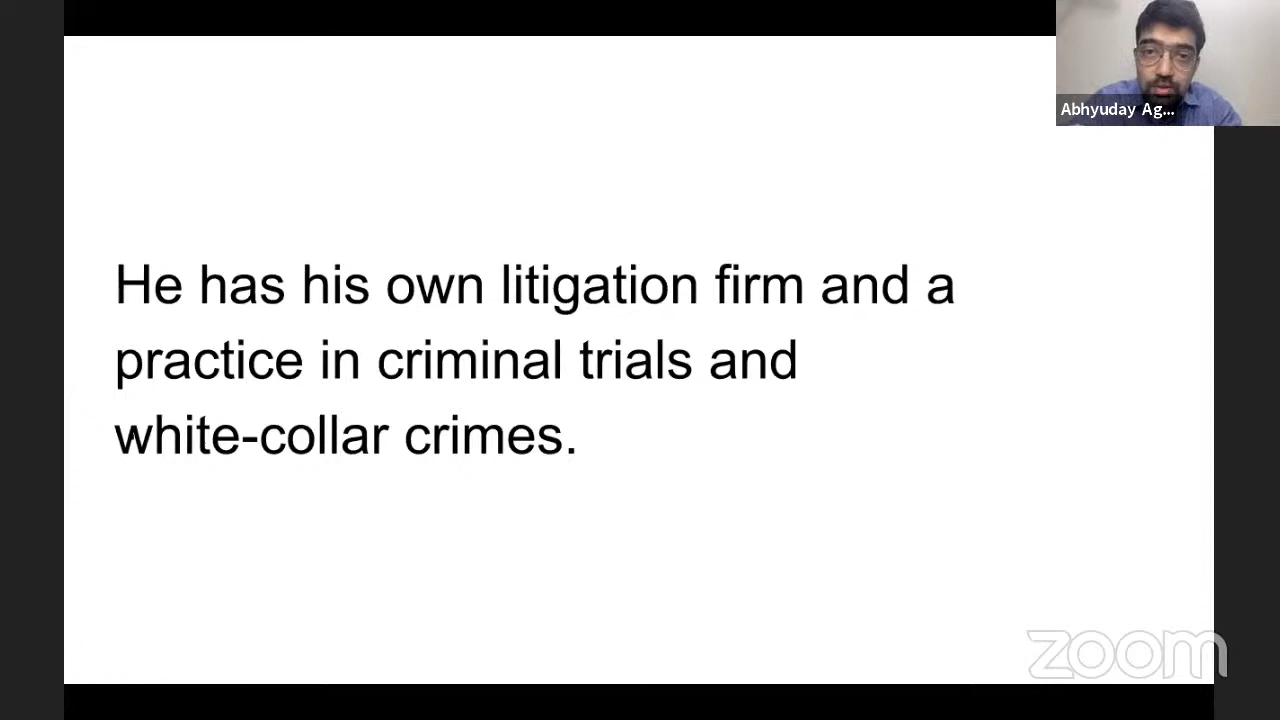 Abhyuday Ag...
He has his own litigation firm and a
practice in criminal trials and
white-collar crimes.
zoom